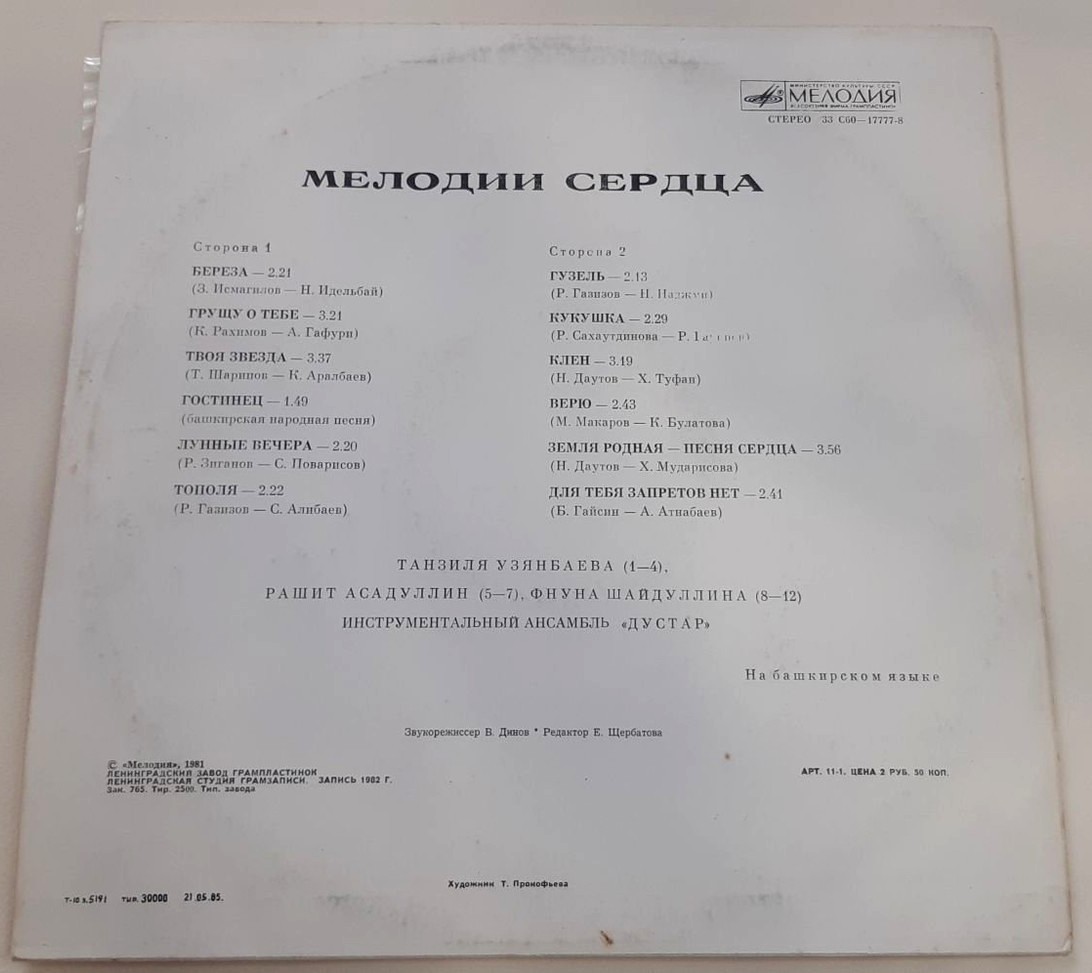 МИНИСТЕРСТВО КУЛЬТУРЫ СССР
МЕЛОДИЯ
ВСЕСОЮЗНАЯ ФИРМА ГРАМПЛАСТИНОК
СТЕРЕО 33 С60—17777-8
МЕЛОДИИ СЕРДЦА
Сторона 1
БЕРЕЗА — 2.21
(З. Исмагилов — Н. Идельбай)
ГРУЩУ О ТЕБЕ — 3.21
(К. Рахимов — А. Гафури)
ТВОЯ ЗВЕЗДА — 3.37
(Т. Шарипов — К. Аралбаев)
ГОСТИНЕЦ — 1.49
(башкирская народная песня)
ЛУННЫЕ ВЕЧЕРА — 2.20
(Р. Зиганов — С. Поварисов)
ТОПОЛЯ — 2.22
(Р. Газизов — С. Алибаев)
Сторона 2
ГУЗЕЛЬ — 2.13
(Р. Газизов — Н. Наджми)
КУКУШКА — 2.29
(Р. Сахаутдинова — Р.
КЛЕН — 3.19
(Н. Даутов — Х. Туфан)
ВЕРЮ — 2.43
(М. Макаров — К. Булатова)
ЗЕМЛЯ РОДНАЯ — ПЕСНЯ СЕРДЦА — 3.56
(Н. Даутов — Х. Мударисова)
ДЛЯ ТЕБЯ ЗАПРЕТОВ НЕТ — 2.41
(Б. Гайсин — А. Атнабаев)
ТАНЗИЛЯ УЗЯНБАЕВА (1—4),
РАШИТ АСАДУЛЛИН (5—7), ФНУНА ШАЙДУЛЛИНА (8—12)
ИНСТРУМЕНТАЛЬНЫЙ АНСАМБЛЬ «ДУСТАР»
На башкирском языке
Звукорежиссер В. Динов * Редактор Е. Щербатова
© «Мелодия», 1981
ЛЕНИНГРАДСКИЙ ЗАВОД ГРАМПЛАСТИНОК
ЛЕНИНГРАДСКАЯ СТУДИЯ ГРАМЗАПИСИ. ЗАПИСЬ 1982 Г.
Зак. 765. Тир. 2500. Тип. завода
АРТ. 11-1. ЦЕНА 2 РУБ. 50 КОП.
Художник Т. Прокофьева
Т-10 з.5191 тир. 30000 21.05.85.